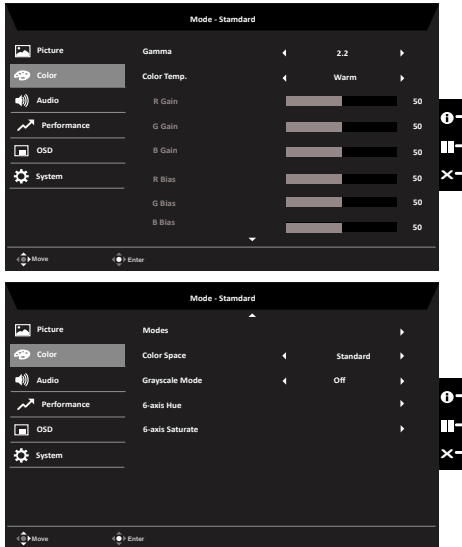 Mode - Stamdard
Picture Gamma 2.2
Color Color Temp. Warm
Audio R Gain 50
Performance G Gain 50
OSD B Gain 50
System R Bias 50
G Bias 50
B Bias 50
Move Enter
Mode - Stamdard
Picture Modes
Color Color Space Standard
Audio Grayscale Mode Off
Performance 6-axis Hue
OSD 6-axis Saturate
System
Move Enter